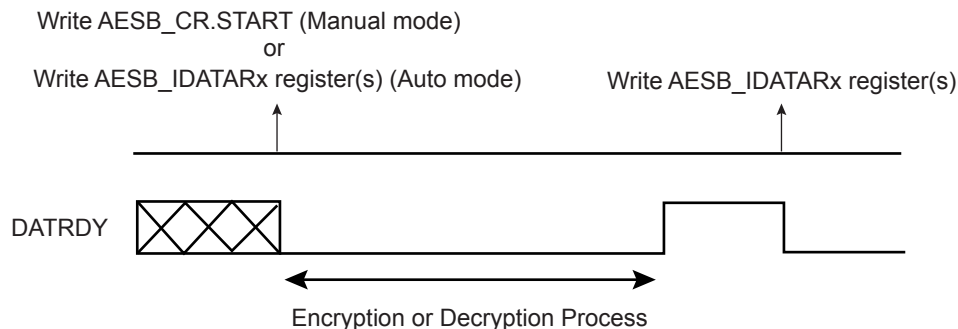 Write AESB_CR.START (Manual mode)
or
Write AESB_IDATARx register(s) (Auto mode)
Write AESB_IDATARx register(s)
DATRDY
Encryption or Decryption Process